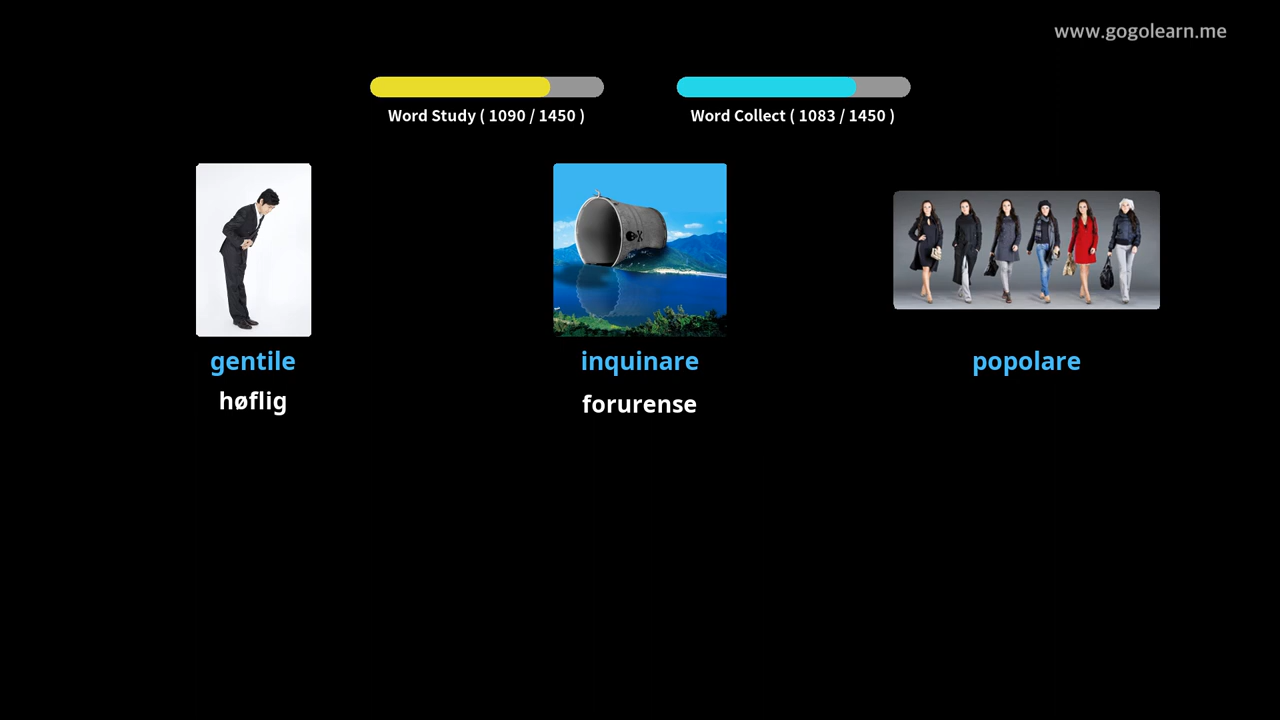 www.gogolearn.me
Word Study ( 1090 / 1450 )
Word Collect ( 1083 / 1450 )
gentile
høflig
inquinare
forurense
popolare